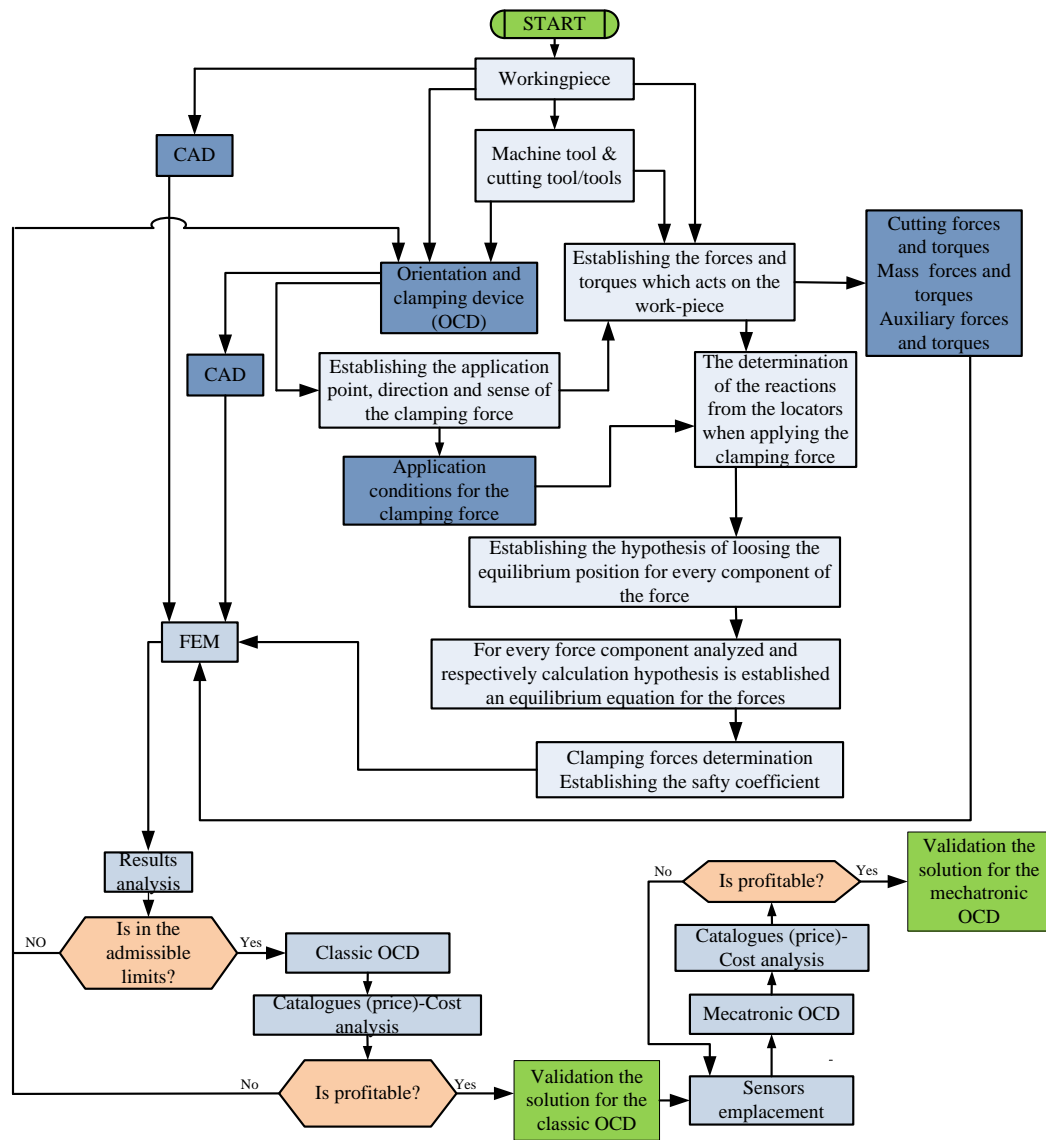 START
Workingpiece
CAD
Machine tool &
cutting tool/tools
Cutting forces
and torques
Mass forces and
torques
Auxiliary forces
and torques
Orientation and
clamping device
(OCD)
Establishing the forces and
torques which acts on the
work-piece
CAD
Establishing the application
point, direction and sense of
the clamping force
The determination
of the reactions
from the locators
when applying the
clamping force
Application
conditions for the
clamping force
Establishing the hypothesis of loosing the
equilibrium position for every component of
the force
FEM
For every force component analyzed and
respectively calculation hypothesis is established
an equilibrium equation for the forces
Clamping forces determination
Establishing the safty coefficient
Results
analysis
NO
Is in the
admissible
limits?
Yes
Classic OCD
Catalogues (price)-Cost
analysis
No
Is profitable?
Yes
Validation the
solution for the
classic OCD
Sensors
emplacement
-
Mecatronic OCD
Catalogues (price)-
Cost analysis
No
Is profitable?
Yes
Validation the
solution for the
mechatronic
OCD